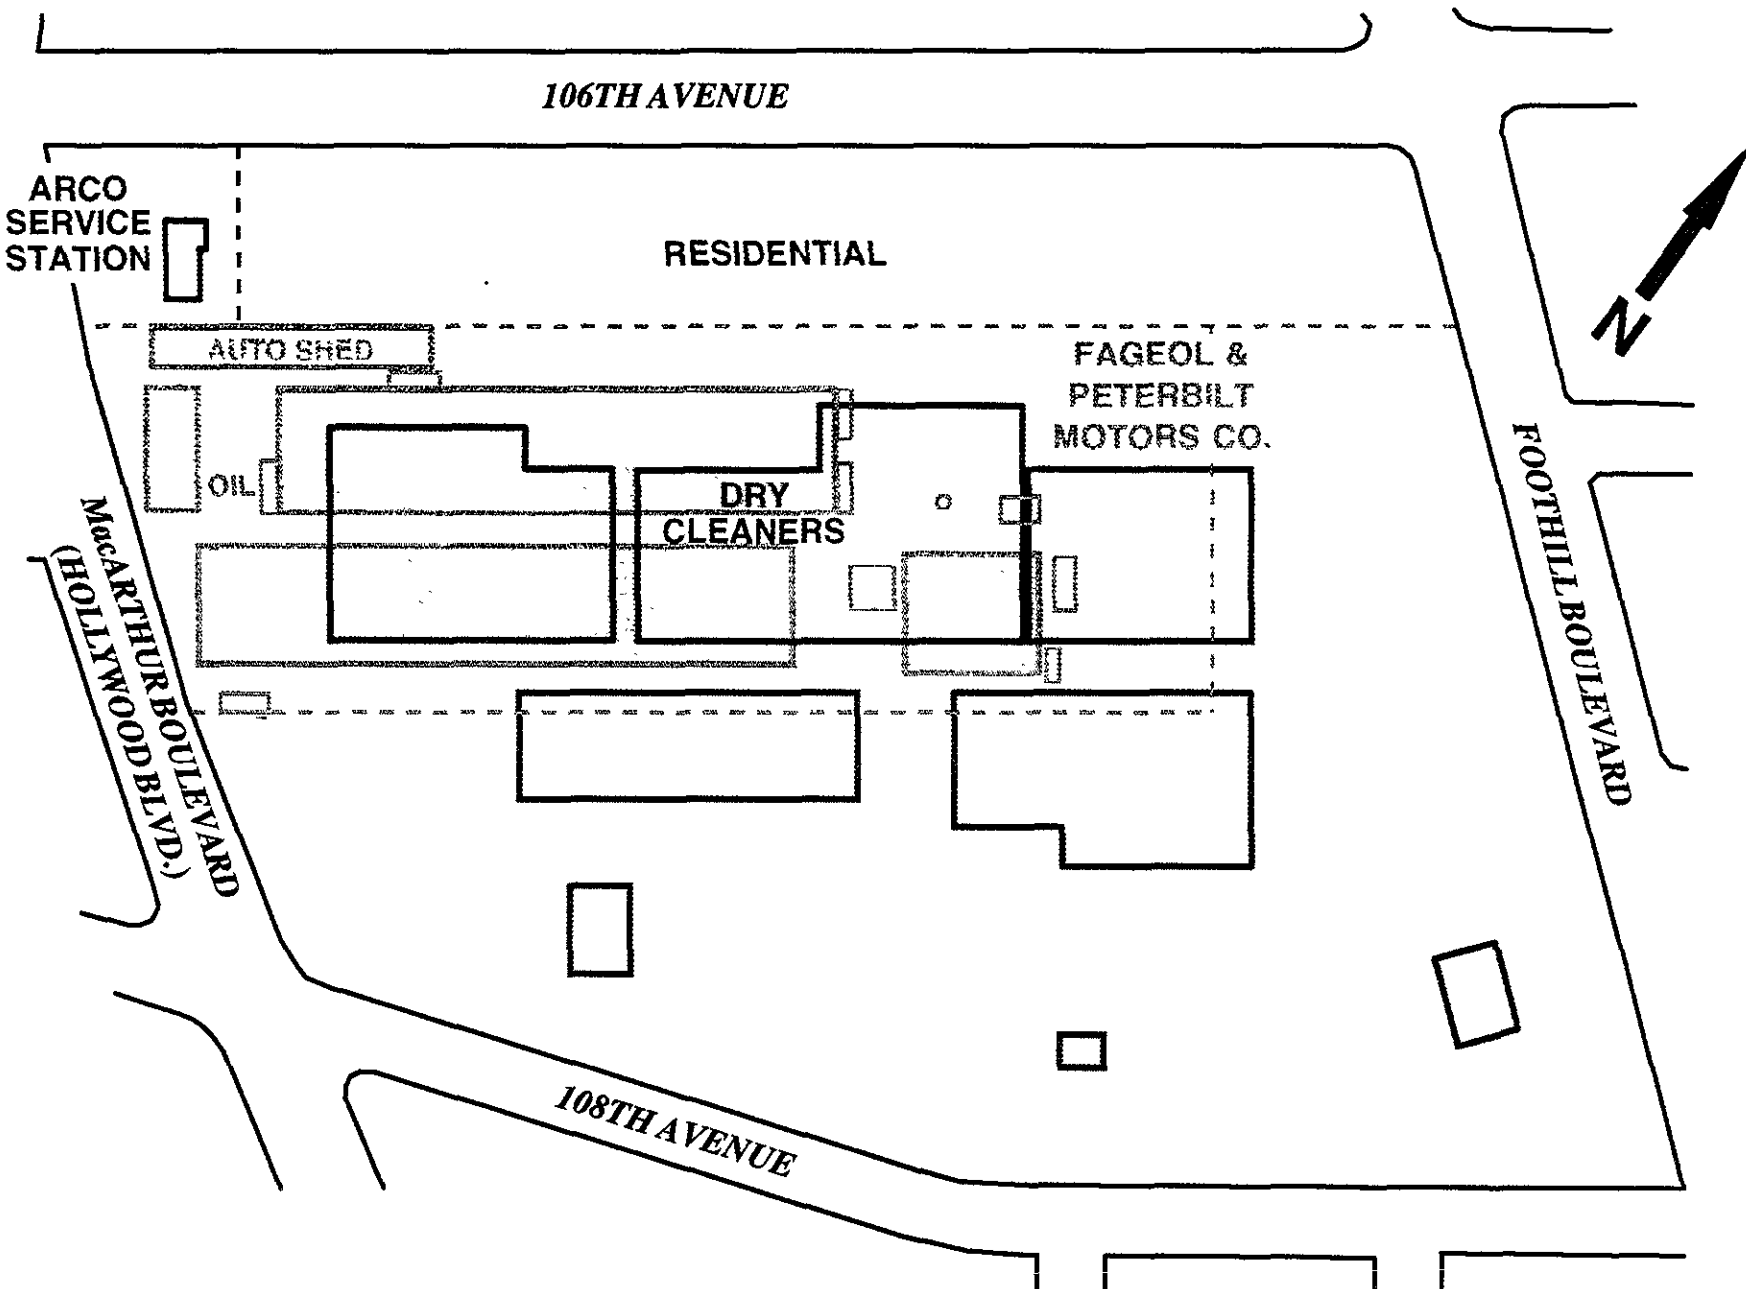 106TH AVENUE
ARCO
SERVICE
STATION
RESIDENTIAL
N
AUTO SHED
FAGEOL &
PETERBILT
MOTORS CO.
OIL
DRY
CLEANERS
MacARTHUR BOULEVARD
(HOLLYWOOD BLVD.)
FOOTHILL BOULEVARD
108TH AVENUE